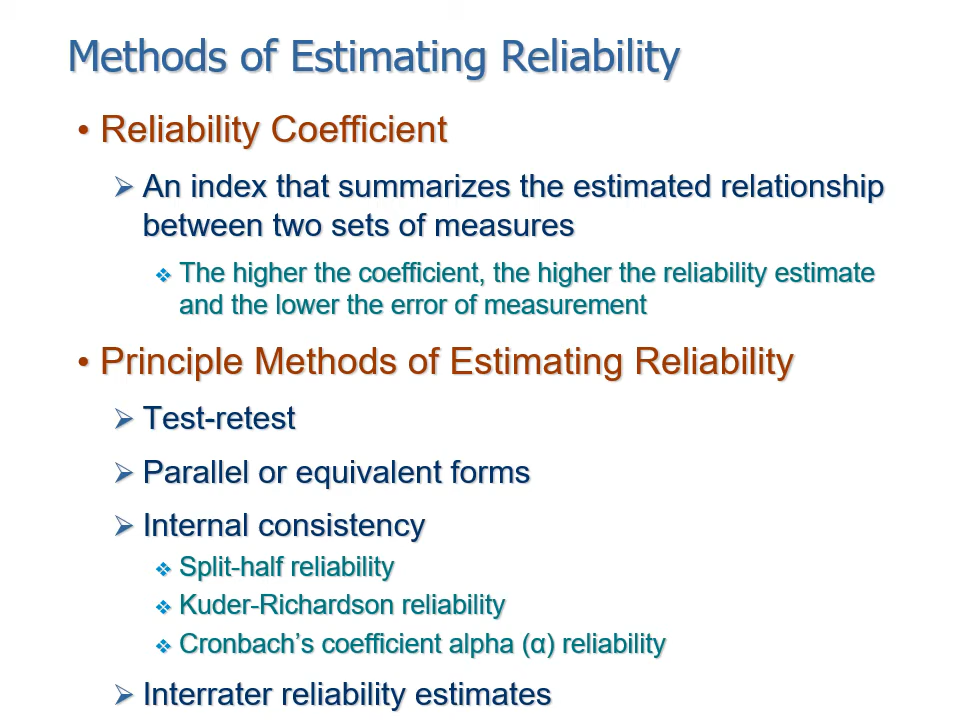 Methods of Estimating Reliability
• Reliability Coefficient
➢ An index that summarizes the estimated relationship
between two sets of measures
❖ The higher the coefficient, the higher the reliability estimate
and the lower the error of measurement
• Principle Methods of Estimating Reliability
➢ Test-retest
➢ Parallel or equivalent forms
➢ Internal consistency
❖ Split-half reliability
❖ Kuder-Richardson reliability
❖ Cronbach’s coefficient alpha (α) reliability
➢ Interrater reliability estimates